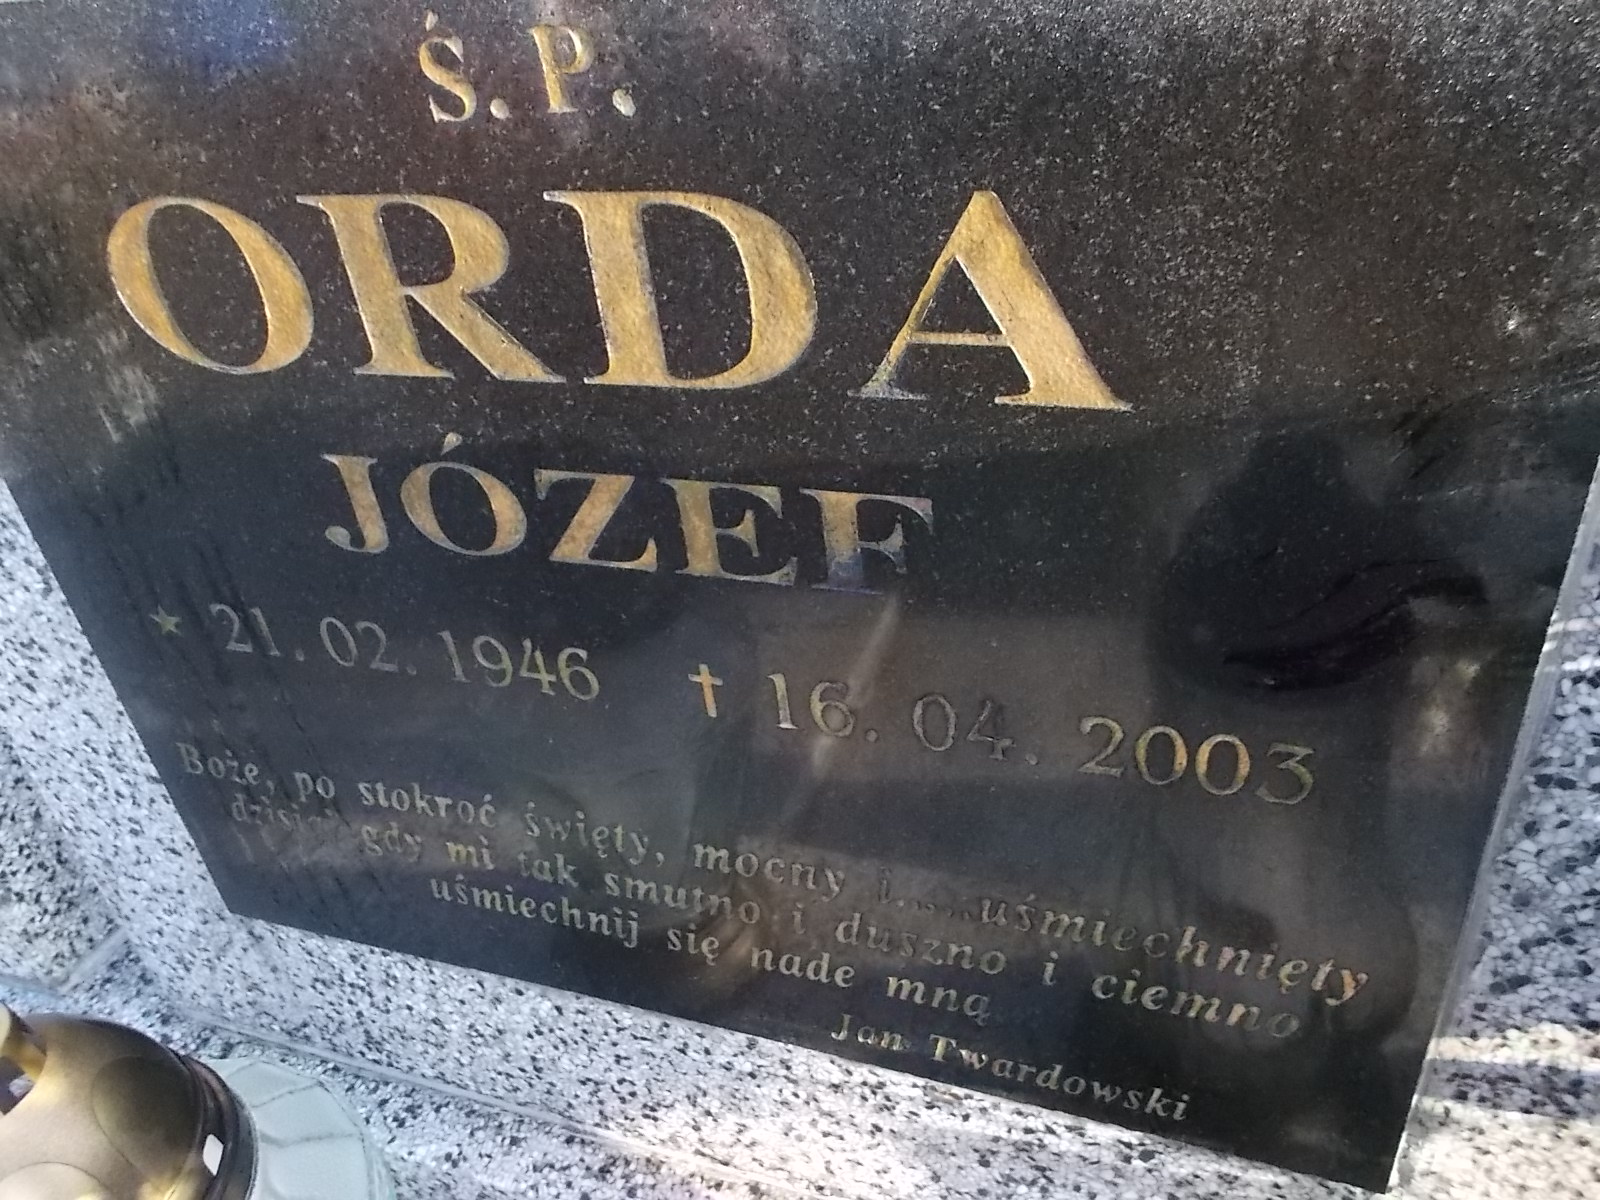 Ś. P.
ORDA
JÓZEF
★ 21. 02. 1946 † 16. 04. 2003
Boże, po stokroć święty, mocny i.....uśmiechnięty
dzisiaj gdy mi tak smutno i duszno i ciemno
uśmiechnij się nade mną
Jan Twardowski